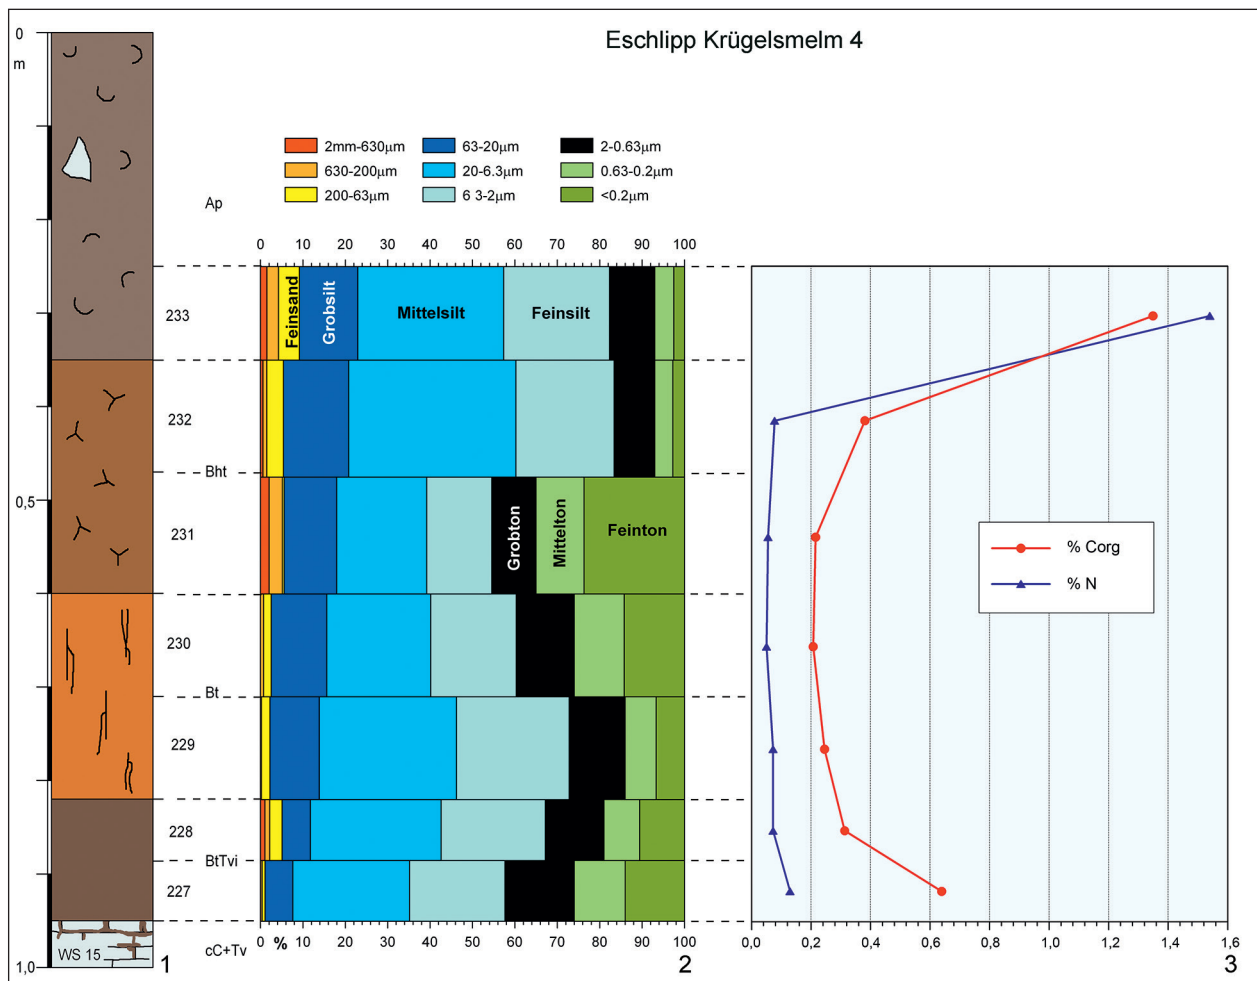 Eschlipp Krügelsmelm 4
0
m
0,5
1,0
WS 15
1
233
232
231
230
229
228
227
Ap
Bht
Bt
BtTvi
cC+Tv
2mm-630µm
63-20µm
2-0.63µm
630-200µm
20-6.3µm
0.63-0.2µm
200-63µm
6 3-2µm
<0.2µm
0 10 20 30 40 50 60 70 80 90 100
Feinsand
Grobsilt
Mittelsilt
Feinsilt
Grobton
Mittelton
Feinton
0 % 10 20 30 40 50 60 70 80 90 100
2
% Corg
% N
0,0 0,2 0,4 0,6 0,8 1,0 1,2 1,4 1,6
3